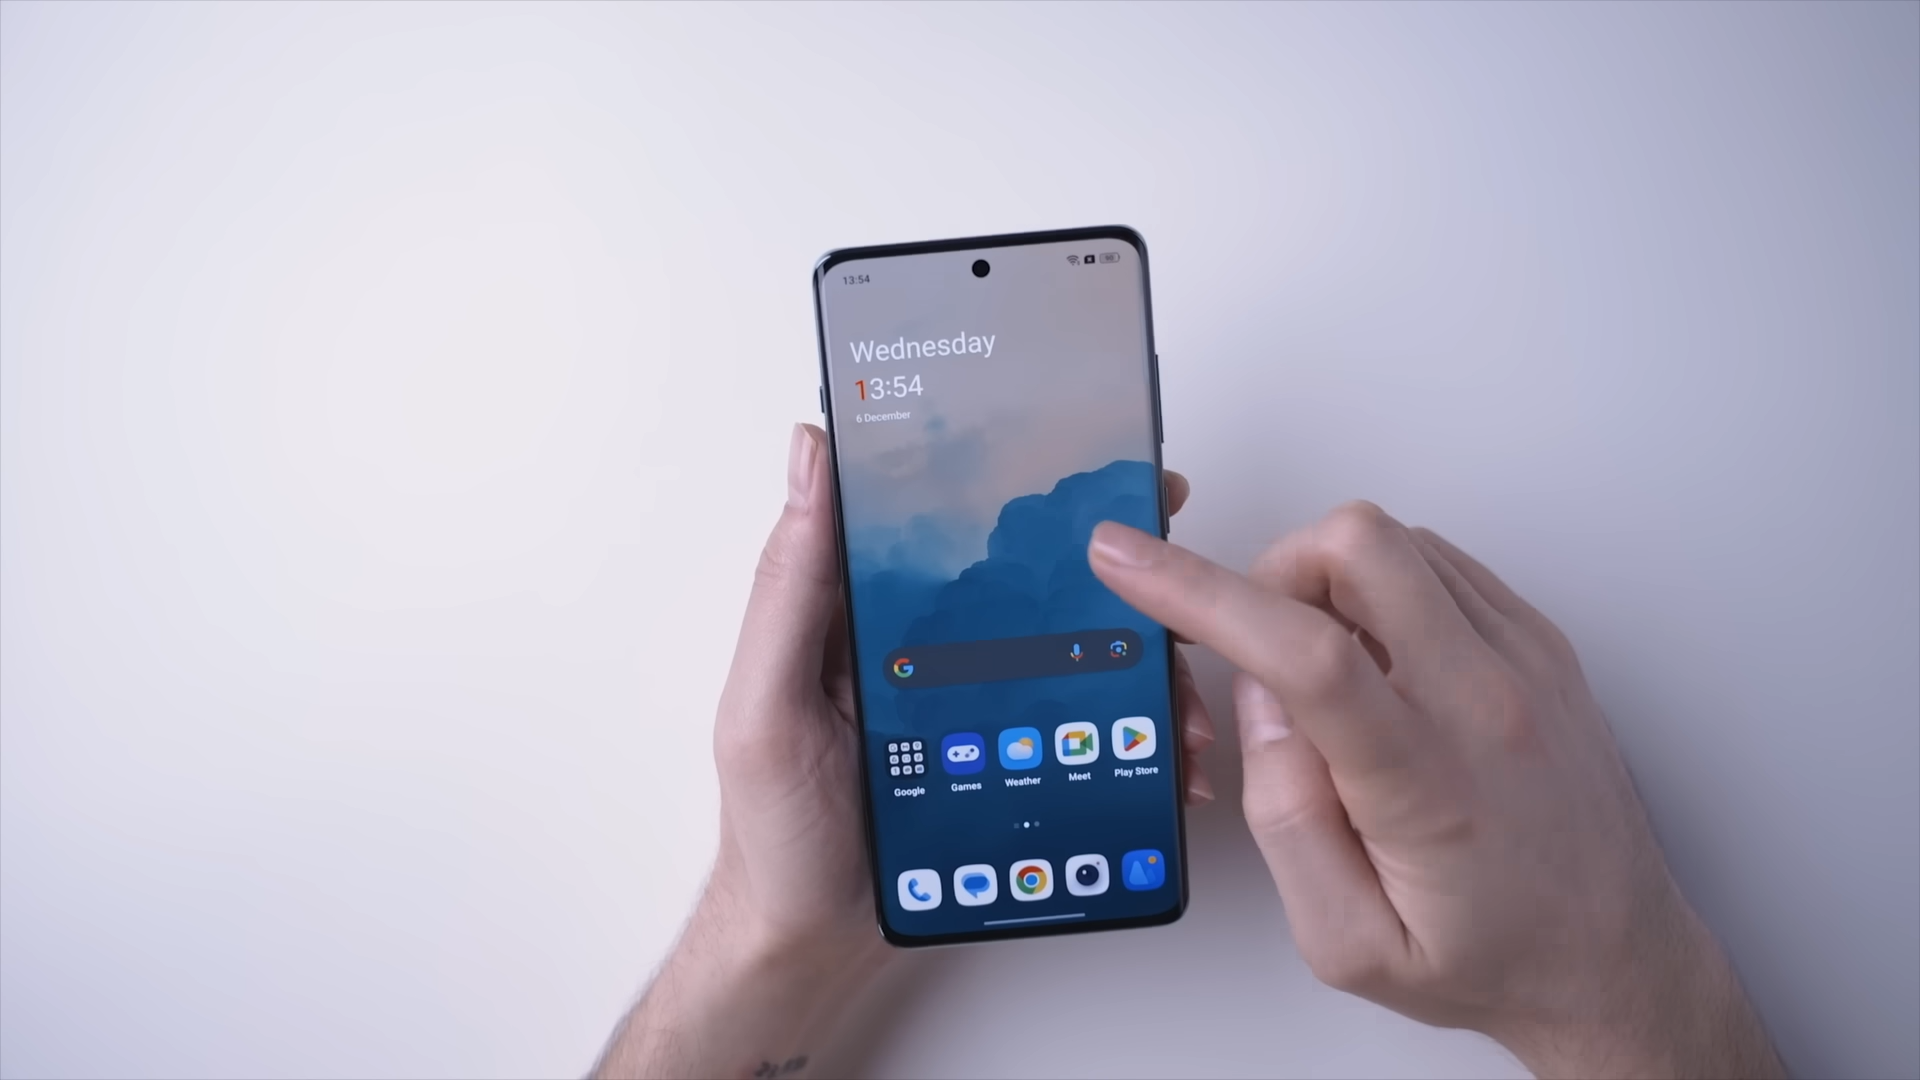 13:54
Wednesday
13:54
6 December
Google
Games
Weather
Meet
Play Store